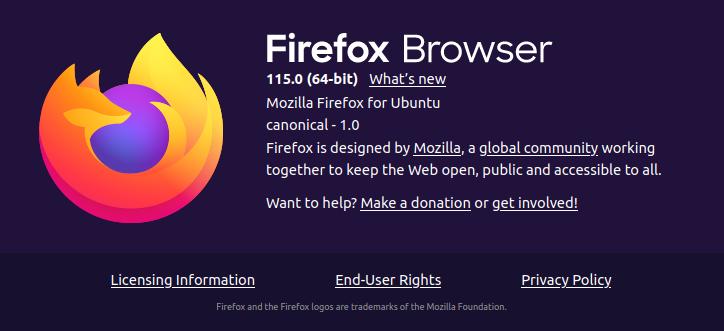 Firefox Browser
115.0 (64-bit) What's new
Mozilla Firefox for Ubuntu
canonical - 1.0
Firefox is designed by Mozilla, a global community working
together to keep the Web open, public and accessible to all.
Want to help? Make a donation or get involved!
Licensing Information End-User Rights Privacy Policy
Firefox and the Firefox logos are trademarks of the Mozilla Foundation.